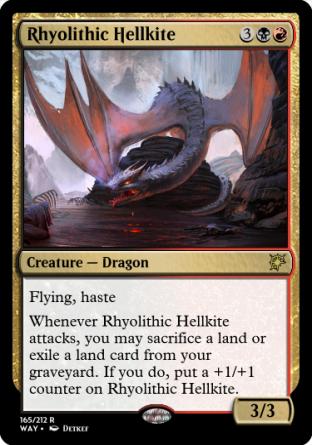 Rhyolithic Hellkite 3
Creature — Dragon
Flying, haste
Whenever Rhyolithic Hellkite
attacks, you may sacrifice a land or
exile a land card from your
graveyard. If you do, put a +1/+1
counter on Rhyolithic Hellkite.
3/3
165/212 R
WAY • DETKEF